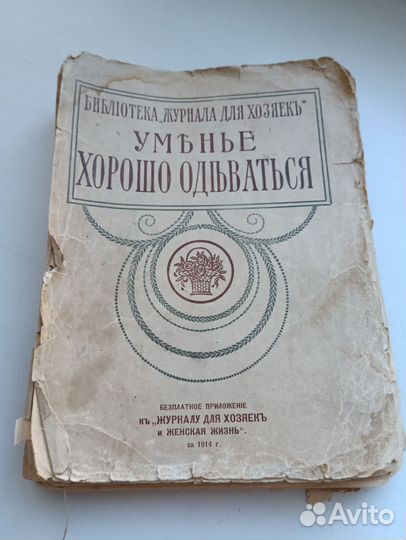 БИБЛІОТЕКА „ЖУРНАЛА ДЛЯ ХОЗЯЕКЪ"
УМѢНЬЕ
ХОРОШО ОДѢВАТЬСЯ
БЕЗПЛАТНОЕ ПРИЛОЖЕНІЕ
КЪ „ЖУРНАЛУ ДЛЯ ХОЗЯЕКЪ
И ЖЕНСКАЯ ЖИЗНЬ".
за 1914 г.
Avito